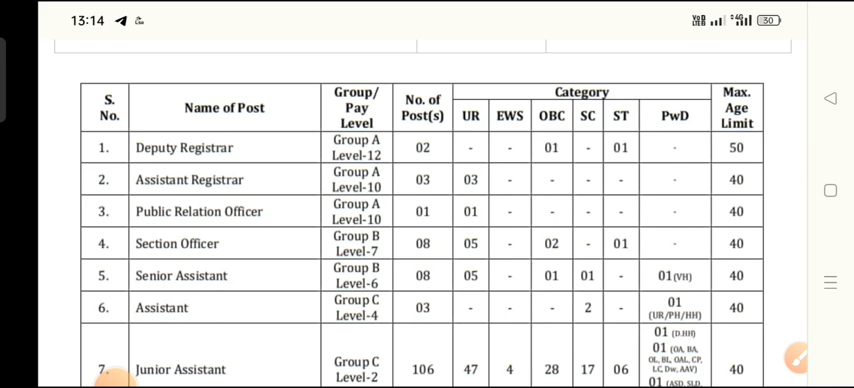 13:14
30
S. No. Name of Post Group/ Pay Level No. of Post(s) Category Max. Age Limit
UR EWS OBC SC ST PwD
1. Deputy Registrar Group A Level-12 02 - - 01 - 01 - 50
2. Assistant Registrar Group A Level-10 03 03 - - - - - 40
3. Public Relation Officer Group A Level-10 01 01 - - - - - 40
4. Section Officer Group B Level-7 08 05 - 02 - 01 - 40
5. Senior Assistant Group B Level-6 08 05 - 01 01 - 01 (VH) 40
6. Assistant Group C Level-4 03 - - - 2 - 01 (UR/PH/HH) 40
7. Junior Assistant Group C Level-2 106 47 4 28 17 06 01 (D.HH) 01 (OA, BA, OL, BL, OAL, CP, LC, Dw, AAV) 01 (ASD, SLD, 40